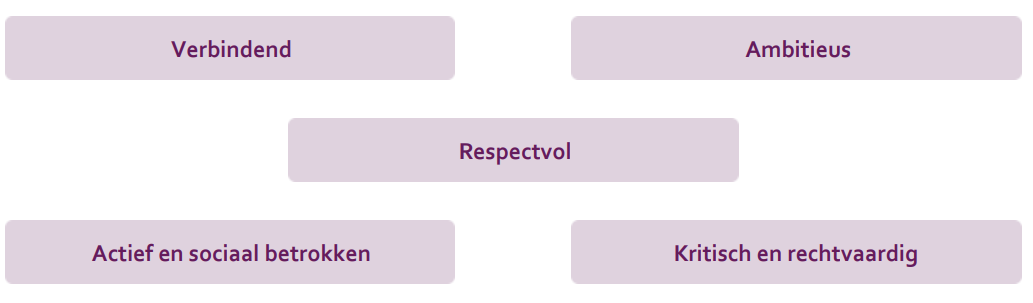 Verbindend
Ambitieus
Respectvol
Actief en sociaal betrokken
Kritisch en rechtvaardig